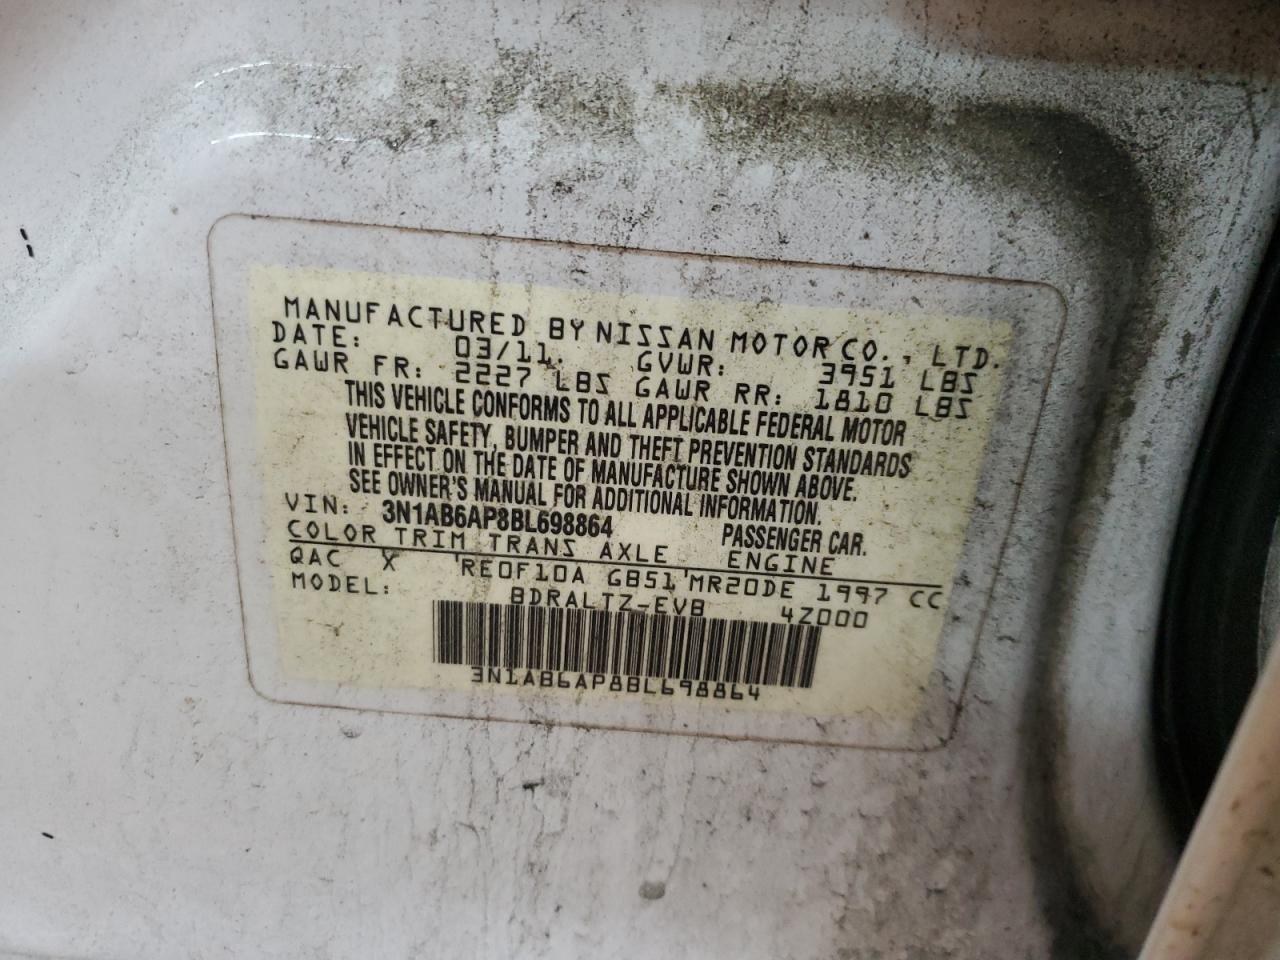 MANUFACTURED BY NISSAN MOTOR CO., LTD.
DATE: 03/11. GVWR: 3951 LBS
GAWR FR: 2227 LBS GAWR RR: 1810 LBS
THIS VEHICLE CONFORMS TO ALL APPLICABLE FEDERAL MOTOR
VEHICLE SAFETY, BUMPER AND THEFT PREVENTION STANDARDS
IN EFFECT ON THE DATE OF MANUFACTURE SHOWN ABOVE.
SEE OWNER'S MANUAL FOR ADDITIONAL INFORMATION.
VIN: 3N1AB6AP8BL698864 PASSENGER CAR.
COLOR TRIM TRANS AXLE ENGINE
QAC X RE0F10A GB51 MR20DE 1997 CC
MODEL: BDRALTZ-EVB 4Z000
3N1AB6AP8BL698864